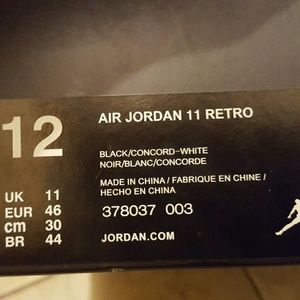 12
AIR JORDAN 11 RETRO
BLACK/CONCORD-WHITE
NOIR/BLANC/CONCORDE
MADE IN CHINA / FABRIQUE EN CHINE /
HECHO EN CHINA
UK 11
EUR 46
cm 30
BR 44
378037 003
JORDAN.COM